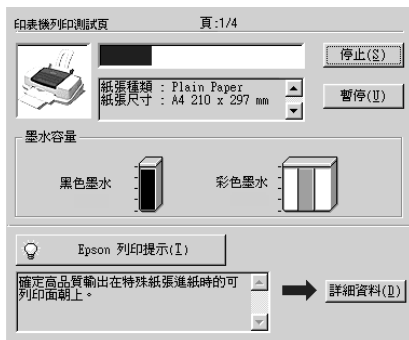 印表機列印測試頁 頁:1/4
停止(S)
紙張種類 : Plain Paper
紙張尺寸 : A4 210 x 297 mm
暫停(U)
墨水容量
黑色墨水 彩色墨水
Epson 列印提示(I)
確定高品質輸出在特殊紙張進紙時的可
列印面朝上。
詳細資料(D)